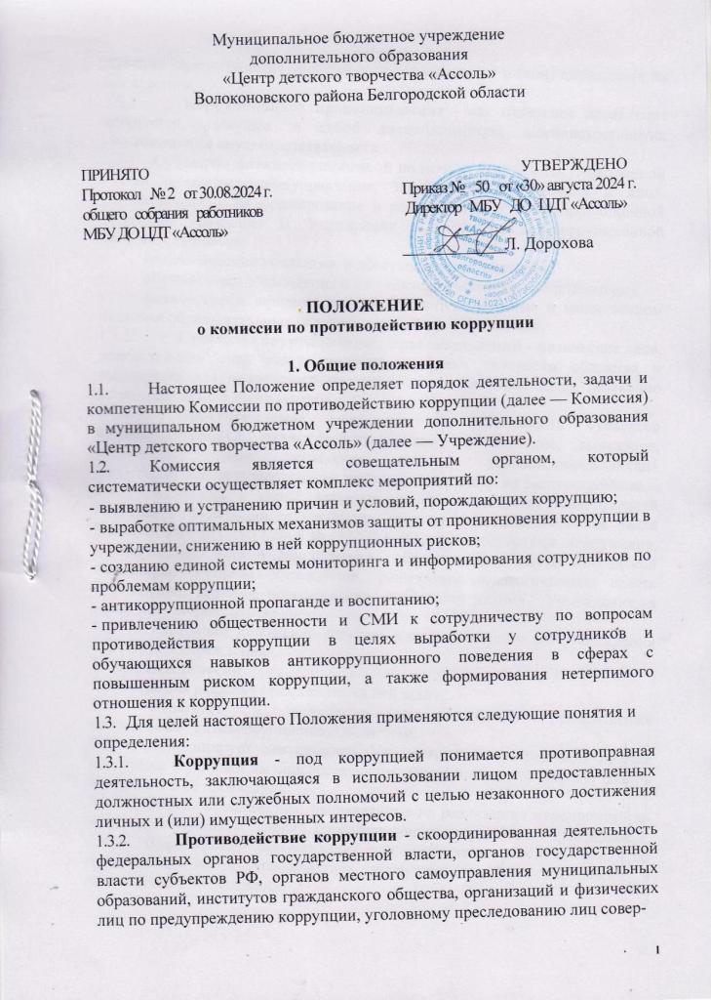 Муниципальное бюджетное учреждение
дополнительного образования
«Центр детского творчества «Ассоль»
Волоконовского района Белгородской области
ПРИНЯТО
Протокол № 2 от 30.08.2024 г.
общего собрания работников
МБУ ДО ЦДТ «Ассоль»
УТВЕРЖДЕНО
Приказ № 50 от «30» августа 2024 г.
Директор МБУ ДО ЦДТ «Ассоль»
Л. Дорохова
творчества
«Ассоль»
Волоконовского
района
Белгородской
области»
ПОЛОЖЕНИЕ
о комиссии по противодействию коррупции
1. Общие положения
1.1. Настоящее Положение определяет порядок деятельности, задачи и
компетенцию Комиссии по противодействию коррупции (далее — Комиссия)
в муниципальном бюджетном учреждении дополнительного образования
«Центр детского творчества «Ассоль» (далее — Учреждение).
1.2. Комиссия является совещательным органом, который
систематически осуществляет комплекс мероприятий по:
- выявлению и устранению причин и условий, порождающих коррупцию;
- выработке оптимальных механизмов защиты от проникновения коррупции в
учреждении, снижению в ней коррупционных рисков;
- созданию единой системы мониторинга и информирования сотрудников по
проблемам коррупции;
- антикоррупционной пропаганде и воспитанию;
- привлечению общественности и СМИ к сотрудничеству по вопросам
противодействия коррупции в целях выработки у сотрудников и
обучающихся навыков антикоррупционного поведения в сферах с
повышенным риском коррупции, а также формирования нетерпимого
отношения к коррупции.
1.3. Для целей настоящего Положения применяются следующие понятия и
определения:
1.3.1. Коррупция - под коррупцией понимается противоправная
деятельность, заключающаяся в использовании лицом предоставленных
должностных или служебных полномочий с целью незаконного достижения
личных и (или) имущественных интересов.
1.3.2. Противодействие коррупции - скоординированная деятельность
федеральных органов государственной власти, органов государственной
власти субъектов РФ, органов местного самоуправления муниципальных
образований, институтов гражданского общества, организаций и физических
лиц по предупреждению коррупции, уголовному преследованию лиц совер-
1